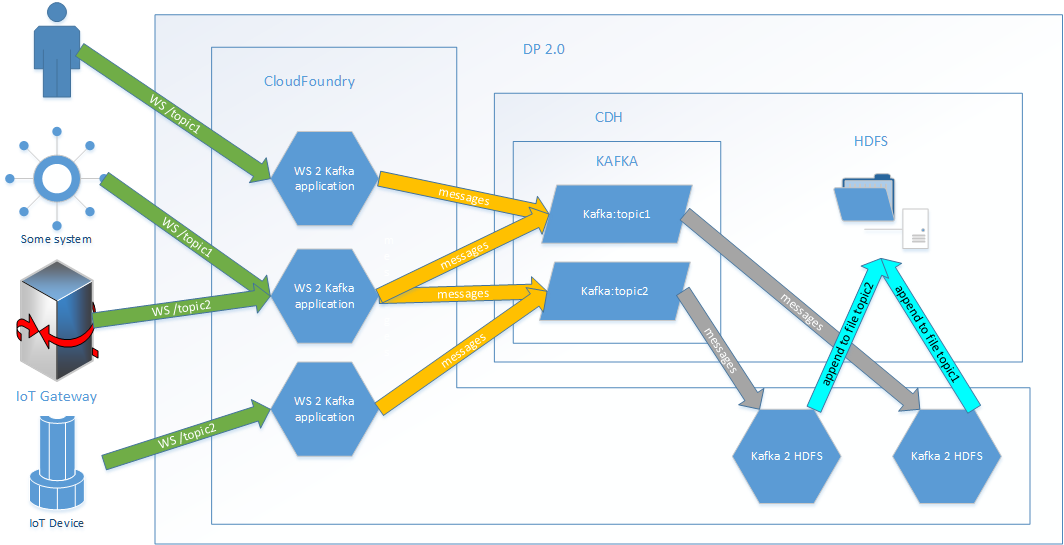 DP 2.0
CloudFoundry
CDH
KAFKA
HDFS
WS /topic1
WS 2 Kafka
application
messages
Kafka:topic1
Some system
WS /topic1
WS 2 Kafka
application
messages
messages
Kafka:topic2
WS /topic2
IoT Gateway
WS 2 Kafka
application
messages
messages
messages
append to file topic2
append to file topic1
WS /topic2
IoT Device
Kafka 2 HDFS
Kafka 2 HDFS